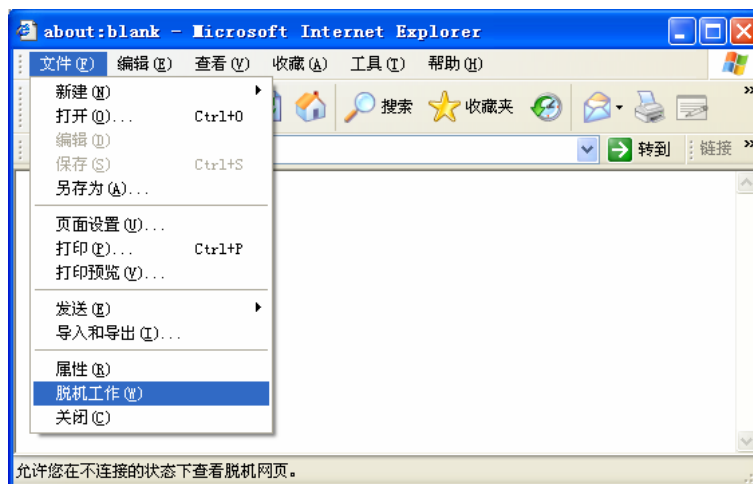 about:blank - Microsoft Internet Explorer
文件(F) 编辑(E) 查看(V) 收藏(A) 工具(T) 帮助(H)
新建(N)
打开(O)... Ctrl+O
编辑(D)
保存(S) Ctrl+S
另存为(A)...
页面设置(U)...
打印(P)... Ctrl+P
打印预览(V)...
发送(E)
导入和导出(I)...
属性(R)
脱机工作(W)
关闭(C)
搜索 收藏夹
转到 链接
允许您在不连接的状态下查看脱机网页。